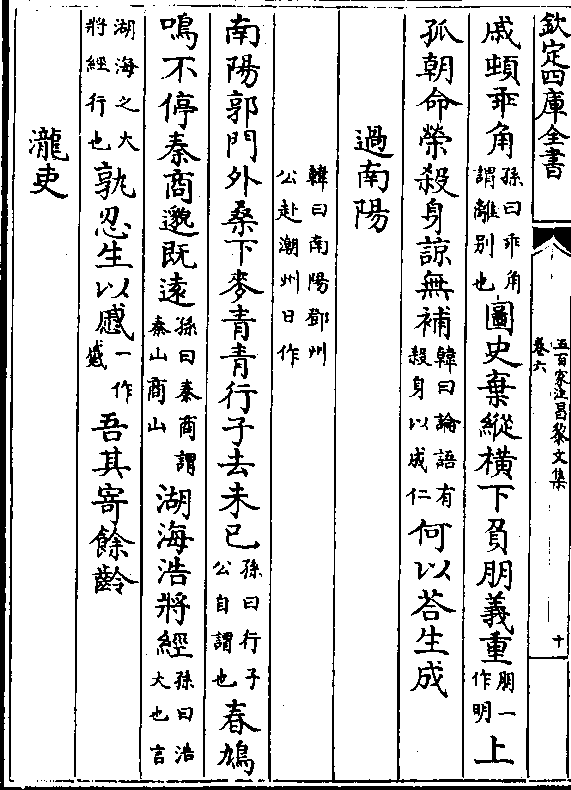 欽定四庫全書
五百家注昌黎文集
卷六
十
戚頓乖角孫曰乖角謂離别也圖史棄縱横下負朋義重朋一作明上
孤朝命榮殺身諒無補韓曰論語有殺身以成仁何以荅生成
過南陽韓曰南陽鄧州公赴潮州日作
南陽郭門外桑下麥青青行子去未已孫曰行子公自謂也春鳩
鳴不停秦商邈既遠孫曰秦商謂秦山商山湖海浩將經孫曰浩大也言
湖海之大將經行也孰忍生以慼一作慼吾其寄餘齡
瀧吏